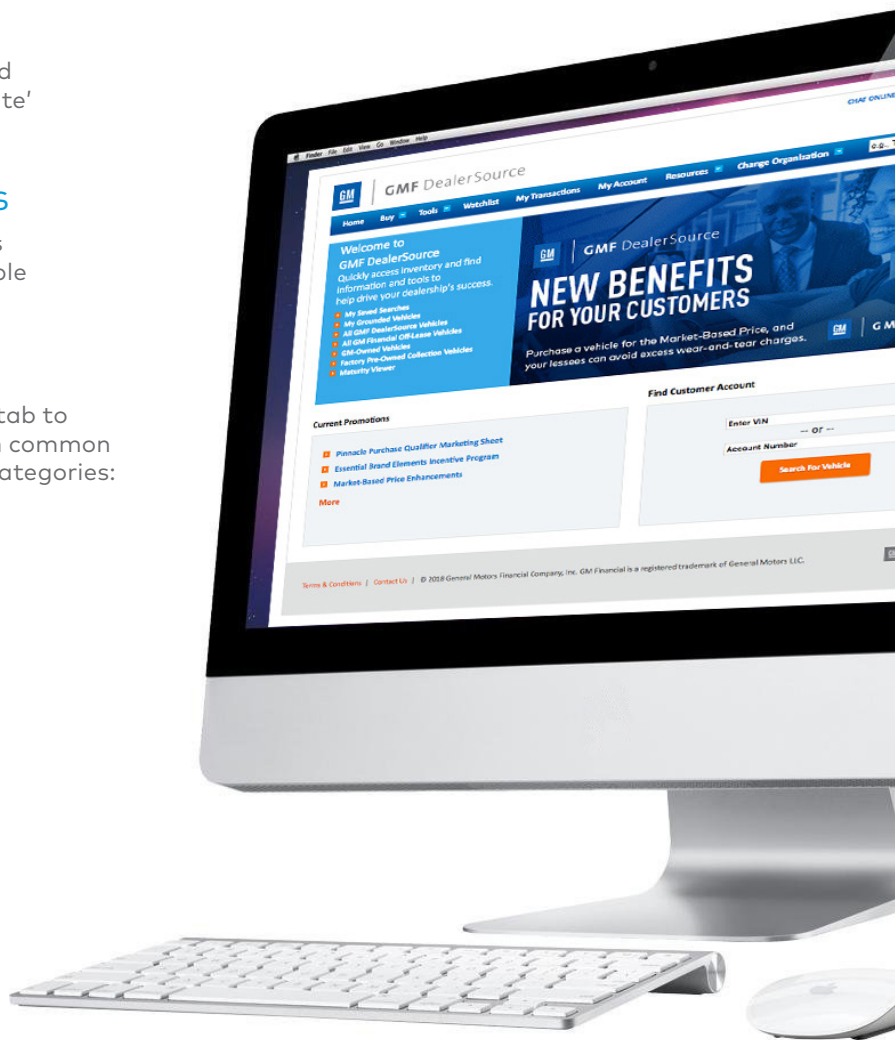 d
te'
s
s
ole
tab to
n common
categories:
Finder File Edit View Go Window Help
CHAT ONLINE
GM | GMF DealerSource
Home Buy Tools Watchlist My Transactions My Account Resources Change Organization e.g., T
Welcome to
GMF DealerSource
Quickly access inventory and find
information and tools to
help drive your dealership's success.
My Saved Searches
My Grounded Vehicles
All GMF DealerSource Vehicles
All GM Financial Off-Lease Vehicles
GM-Owned Vehicles
Factory Pre-Owned Collection Vehicles
Maturity Viewer
GM | GMF DealerSource
NEW BENEFITS
FOR YOUR CUSTOMERS
Purchase a vehicle for the Market-Based Price, and
your lessees can avoid excess wear-and-tear charges.
GM | G M
Current Promotions
Pinnacle Purchase Qualifier Marketing Sheet
Essential Brand Elements Incentive Program
Market-Based Price Enhancements
More
Find Customer Account
Enter VIN
-- or --
Account Number
Search For Vehicle
Terms & Conditions | Contact Us | © 2018 General Motors Financial Company, Inc. GM Financial is a registered trademark of General Motors LLC.